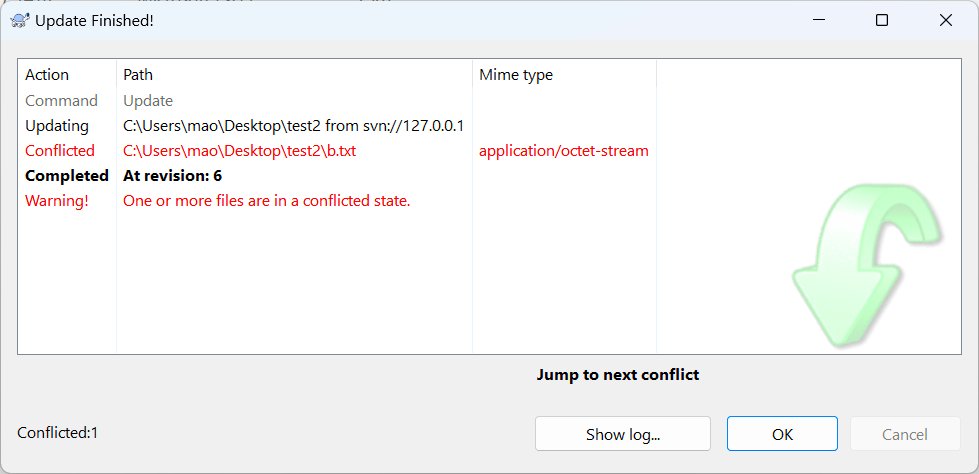 Update Finished!
Action Path Mime type
Command Update
Updating C:\Users\mao\Desktop\test2 from svn://127.0.0.1
Conflicted C:\Users\mao\Desktop\test2\b.txt application/octet-stream
Completed At revision: 6
Warning! One or more files are in a conflicted state.
Jump to next conflict
Conflicted:1 Show log... OK Cancel